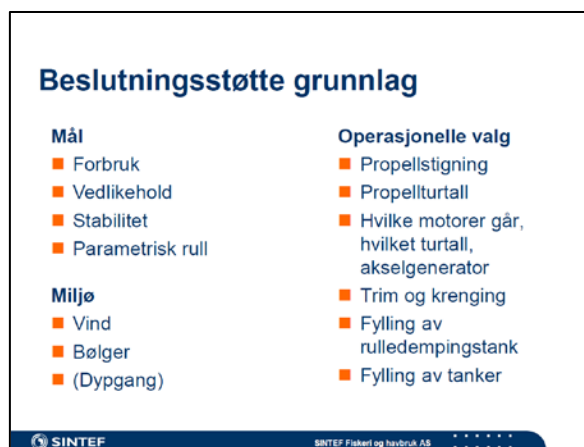 Beslutningsstøtte grunnlag
Mål
Forbruk
Vedlikehold
Stabilitet
Parametrisk rull
Miljø
Vind
Bølger
(Dypgang)
Operasjonelle valg
Propellstigning
Propellturtall
Hvilke motorer går,
hvilket turtall,
akselgenerator
Trim og krenging
Fylling av
rulledempingstank
Fylling av tanker
SINTEF
SINTEF Fiskeri og havbruk AS